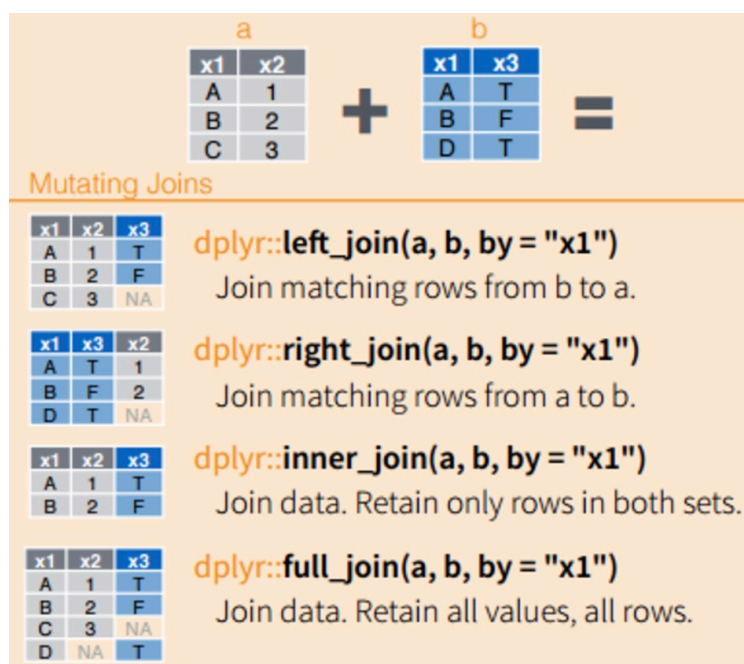 a b
x1 x2 x1 x3
A 1 A T
B 2 + B F =
C 3 D T
Mutating Joins
x1 x2 x3
A 1 T
B 2 F
C 3 NA
dplyr::left_join(a, b, by = "x1")
Join matching rows from b to a.
x1 x3 x2
A T 1
B F 2
D T NA
dplyr::right_join(a, b, by = "x1")
Join matching rows from a to b.
x1 x2 x3
A 1 T
B 2 F
dplyr::inner_join(a, b, by = "x1")
Join data. Retain only rows in both sets.
x1 x2 x3
A 1 T
B 2 F
C 3 NA
D NA T
dplyr::full_join(a, b, by = "x1")
Join data. Retain all values, all rows.